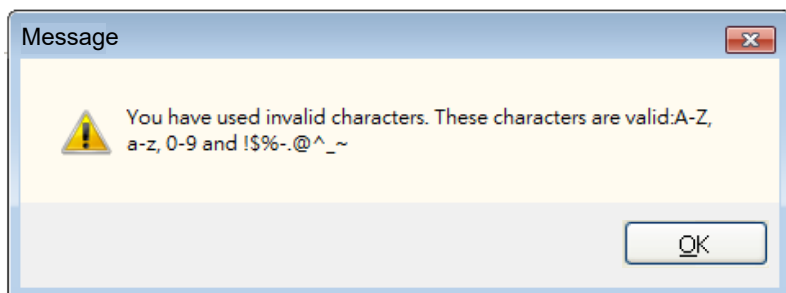 Message
You have used invalid characters. These characters are valid:A-Z,
a-z, 0-9 and !$%-.@^_~
OK